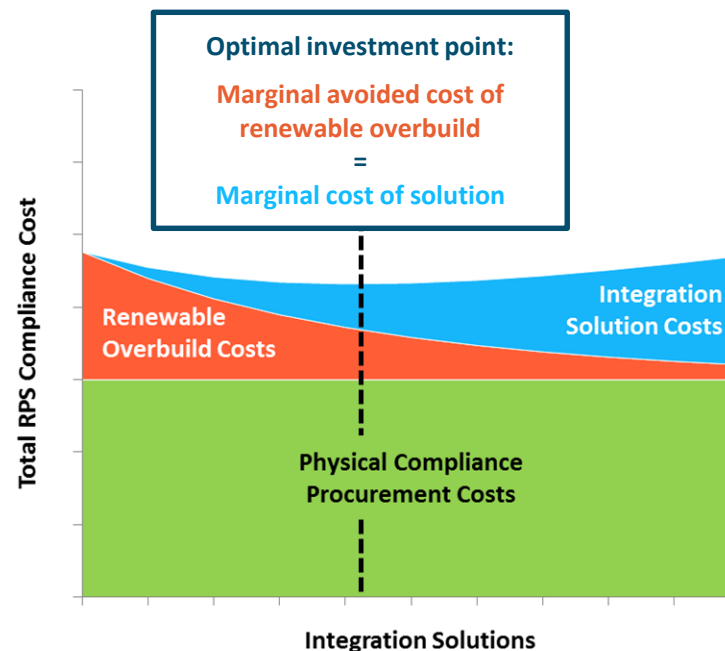 Optimal investment point:
Marginal avoided cost of
renewable overbuild
=
Marginal cost of solution
Total RPS Compliance Cost
Renewable
Overbuild Costs
Integration
Solution Costs
Physical Compliance
Procurement Costs
Integration Solutions